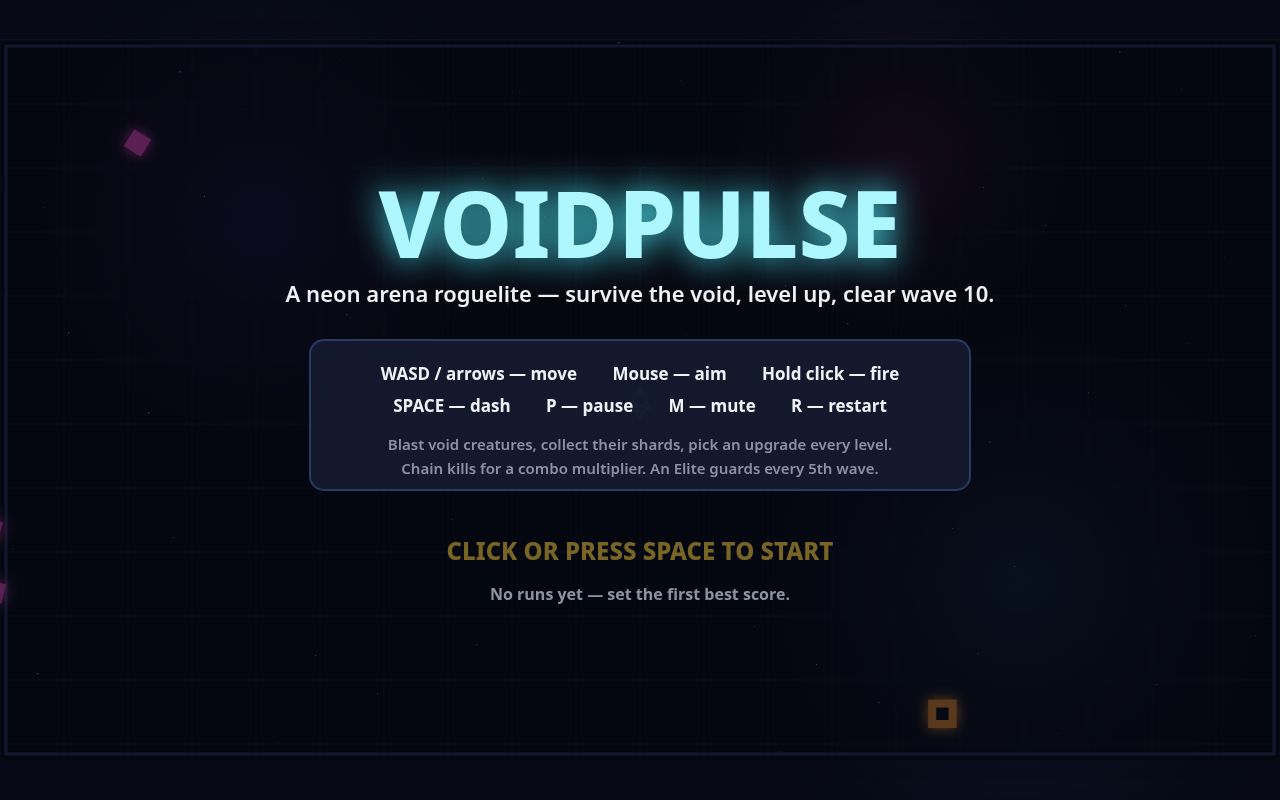 VOIDPULSE
A neon arena roguelite — survive the void, level up, clear wave 10.
WASD / arrows — move Mouse — aim Hold click — fire
SPACE — dash P — pause M — mute R — restart
Blast void creatures, collect their shards, pick an upgrade every level.
Chain kills for a combo multiplier. An Elite guards every 5th wave.
CLICK OR PRESS SPACE TO START
No runs yet — set the first best score.